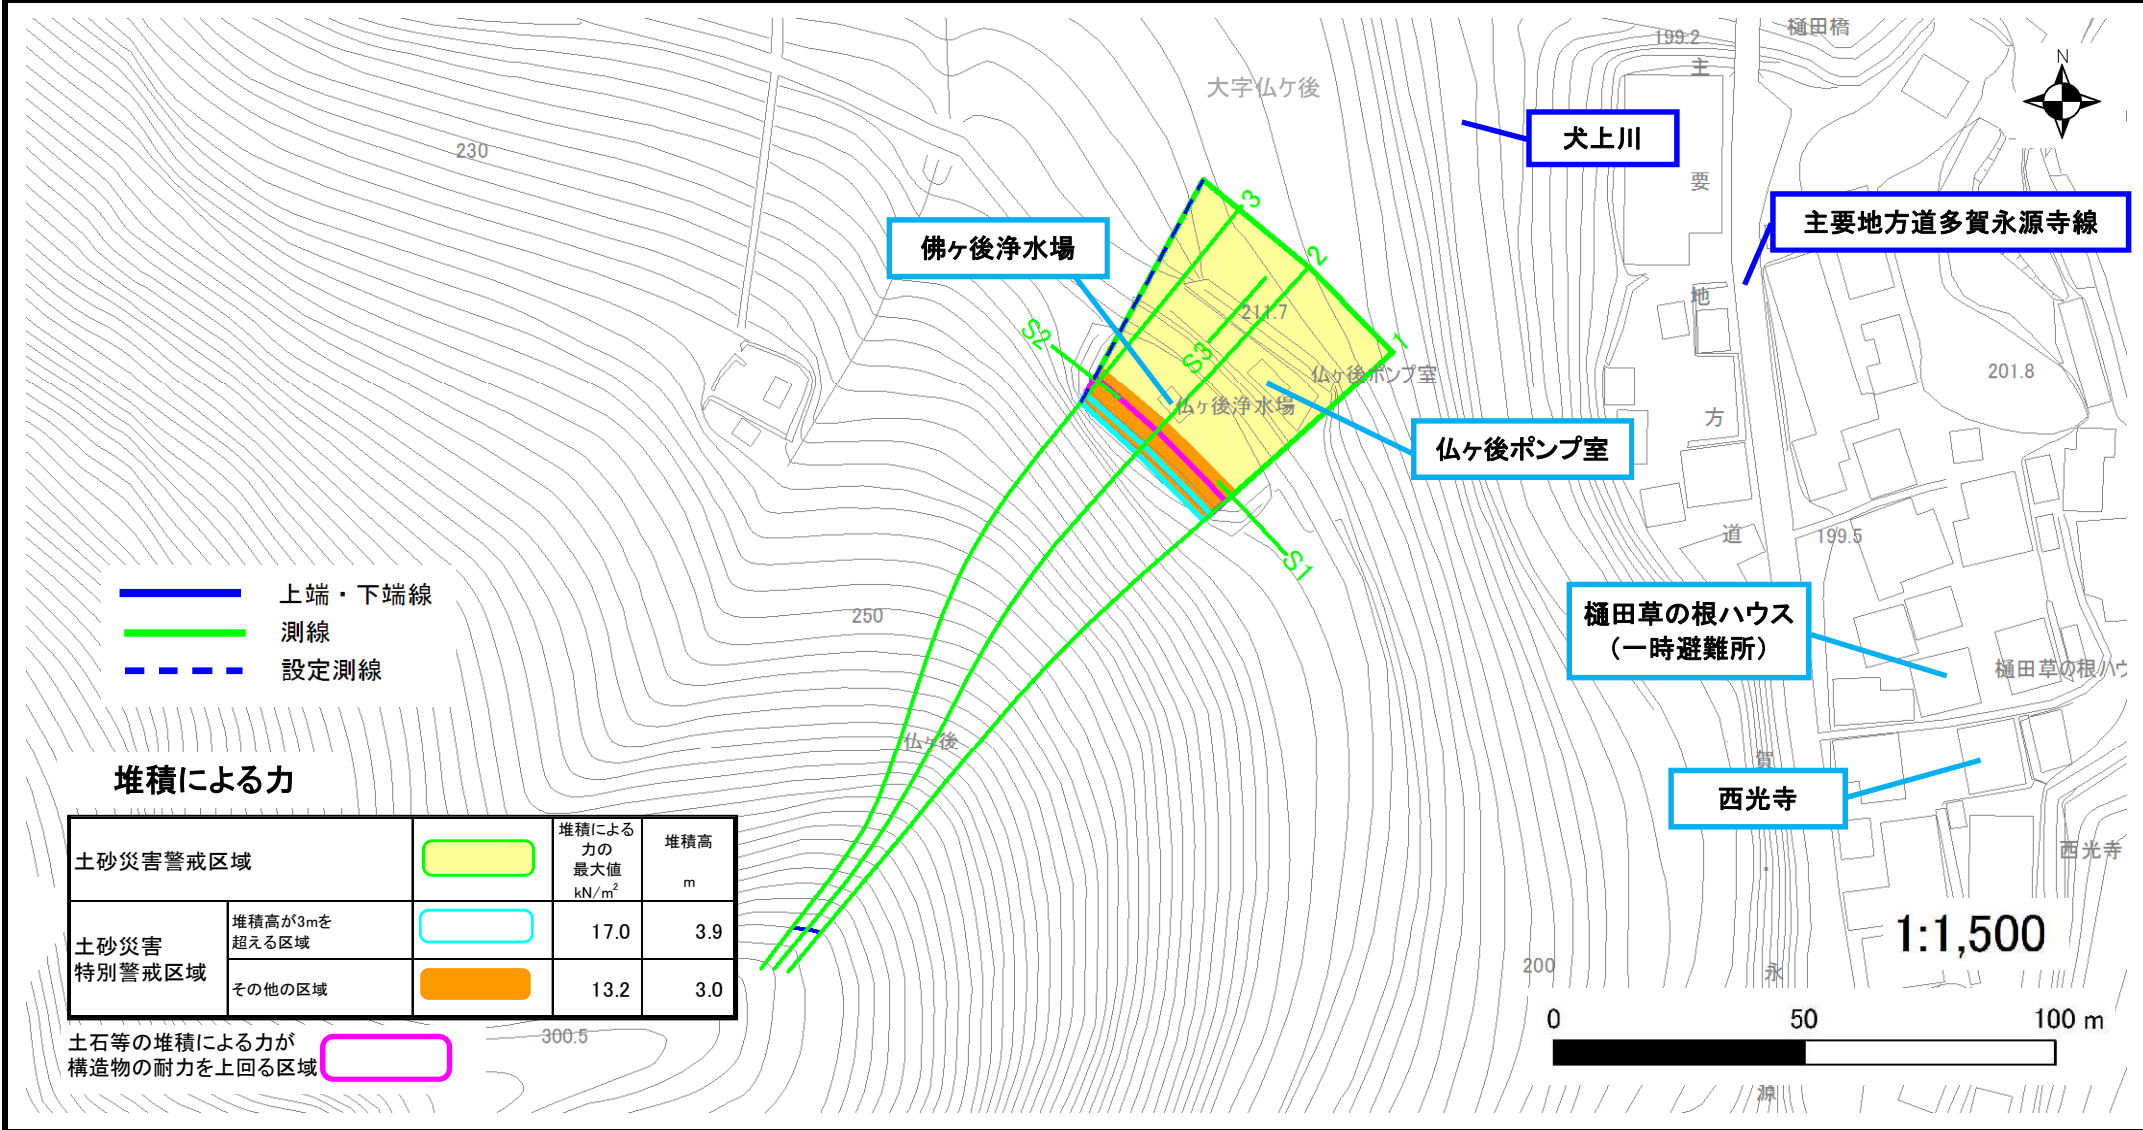 樋田橋
199.2
主
N
大字仏ケ後
犬上川
230
要
3
主要地方道多賀永源寺線
佛ヶ後浄水場
2
地
211.7
S2
1
S3
仏ヶ後ポンプ室
201.8
仏ヶ後浄水場
方
仏ヶ後ポンプ室
道
199.5
S1
上端・下端線
測線
設定測線
250
樋田草の根ハウス
(一時避難所)
樋田草の根ハウ
仏ヶ後
賀
西光寺
西光寺
堆積による力
土砂災害警戒区域
堆積による
力の
最大値
kN/m²
堆積高
m
土砂災害
特別警戒区域
堆積高が3mを
超える区域
17.0
3.9
その他の区域
13.2
3.0
土石等の堆積による力が
構造物の耐力を上回る区域
300.5
・
1:1,500
200
永
0
50
100 m
源